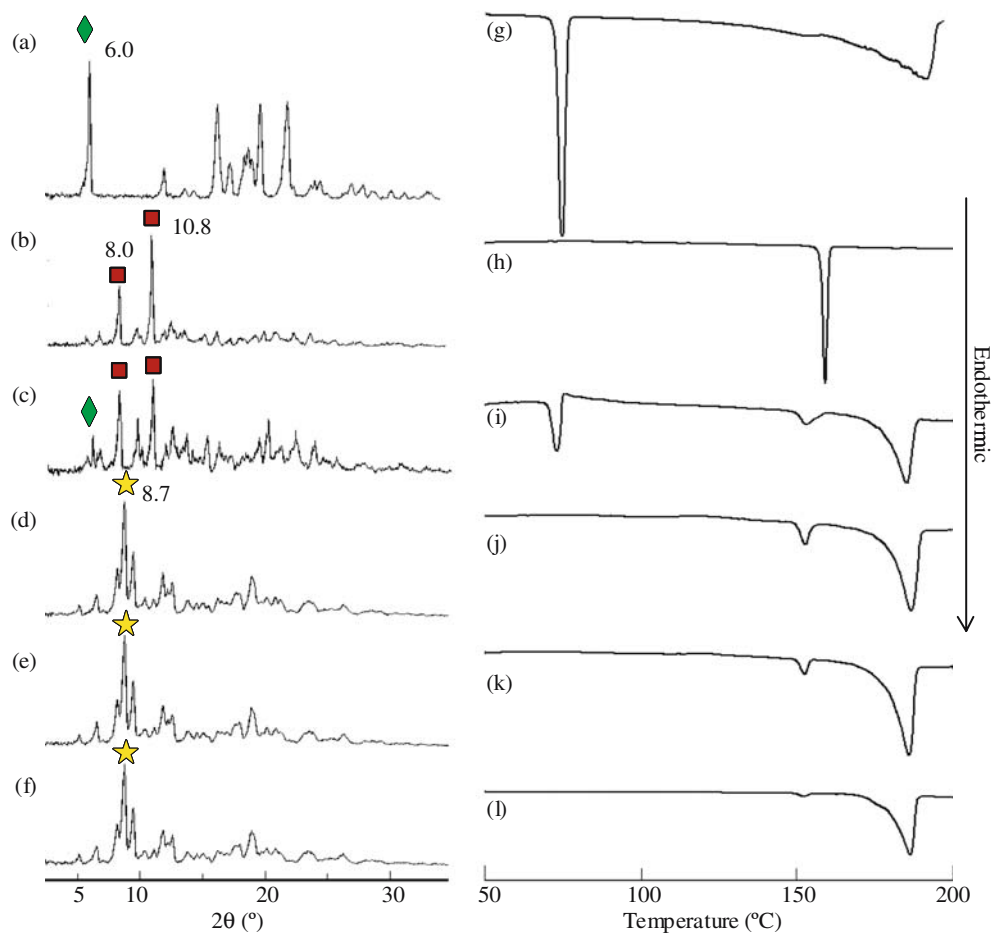 (a)
6.0
(b)
8.0
10.8
(c)
(d)
8.7
(e)
(f)
5 10 20 30
2θ (º)
(g)
(h)
(i)
(j)
(k)
(l)
50 100 150 200
Temperature (ºC)
Endothermic